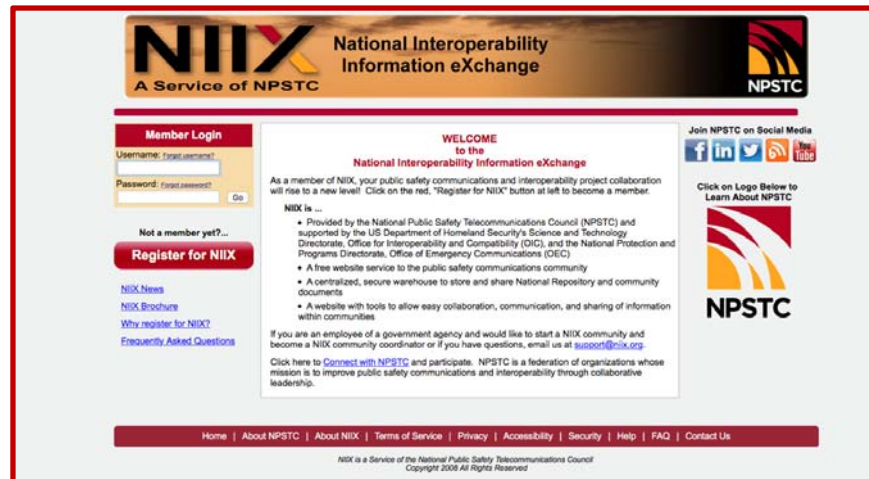 NIIX
A Service of NPSTC
National Interoperability
Information eXchange
NPSTC
Member Login
Username: Forgot username?
Password: Forgot password?
Go
Not a member yet?...
Register for NIIX
NIIX News
NIIX Brochure
Why register for NIIX?
Frequently Asked Questions
WELCOME
to the
National Interoperability Information eXchange
As a member of NIIX, your public safety communications and interoperability project collaboration
will rise to a new level! Click on the red, "Register for NIIX" button at left to become a member.
NIIX is ...
• Provided by the National Public Safety Telecommunications Council (NPSTC) and
supported by the US Department of Homeland Security's Science and Technology
Directorate, Office for Interoperability and Compatibility (OIC), and the National Protection and
Programs Directorate, Office of Emergency Communications (OEC)
• A free website service to the public safety communications community
• A centralized, secure warehouse to store and share National Repository and community
documents
• A website with tools to allow easy collaboration, communication, and sharing of information
within communities
If you are an employee of a government agency and would like to start a NIIX community and
become a NIIX community coordinator or if you have questions, email us at support@niix.org.
Click here to Connect with NPSTC and participate. NPSTC is a federation of organizations whose
mission is to improve public safety communications and interoperability through collaborative
leadership.
Join NPSTC on Social Media
f in You Tube
Click on Logo Below to
Learn About NPSTC
NPSTC
Home | About NPSTC | About NIIX | Terms of Service | Privacy | Accessibility | Security | Help | FAQ | Contact Us
NIIX is a Service of the National Public Safety Telecommunications Council
Copyright 2008 All Rights Reserved